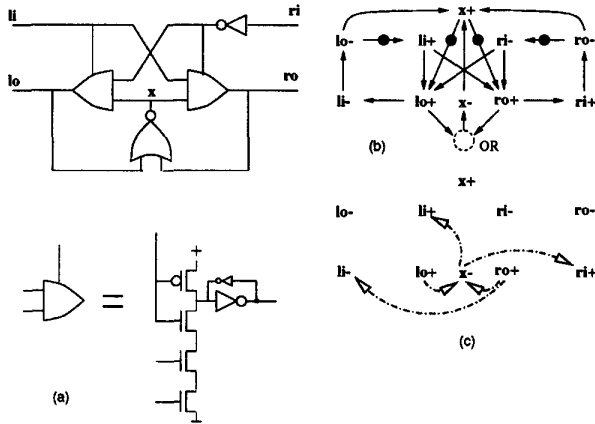 li
ri
lo
ro
x
(a)
x+
lo- li+ ri- ro-
li- lo+ x- ro+ ri+
OR
(b)
x+
lo- li+ ri- ro-
li- lo+ x- ro+ ri+
(c)